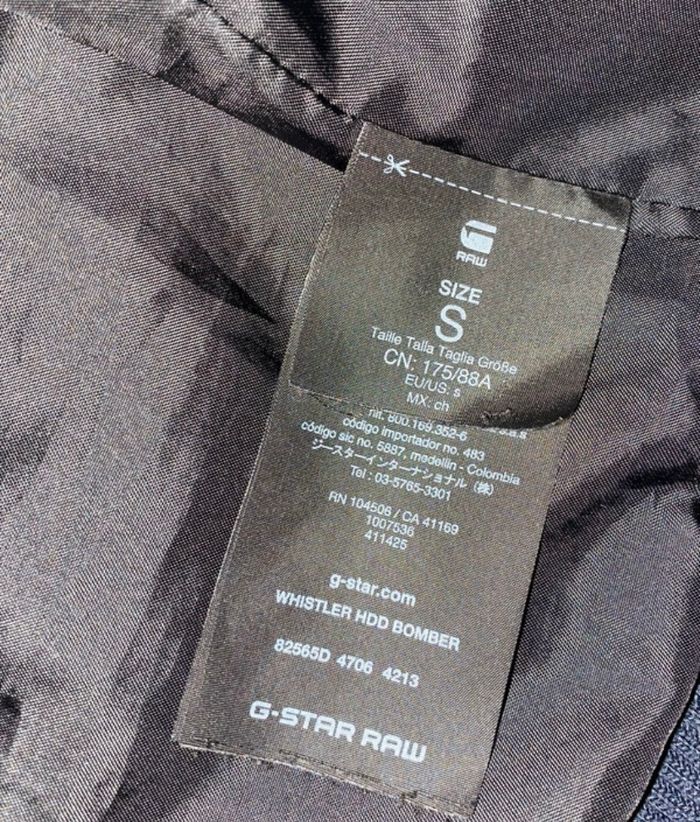 RAW
SIZE
S
Taille Talla Taglia Größe
CN: 175/88A
EU/US: s
MX: ch
nit. 800.169.352-6 s.a.s
código importador no. 483
código sic no. 5887, medellin - Colombia
ジースターインターナショナル (株)
Tel : 03-5765-3301
RN 104506 / CA 41169
1007536
411425
g-star.com
WHISTLER HDD BOMBER
82565D 4706 4213
G-STAR RAW